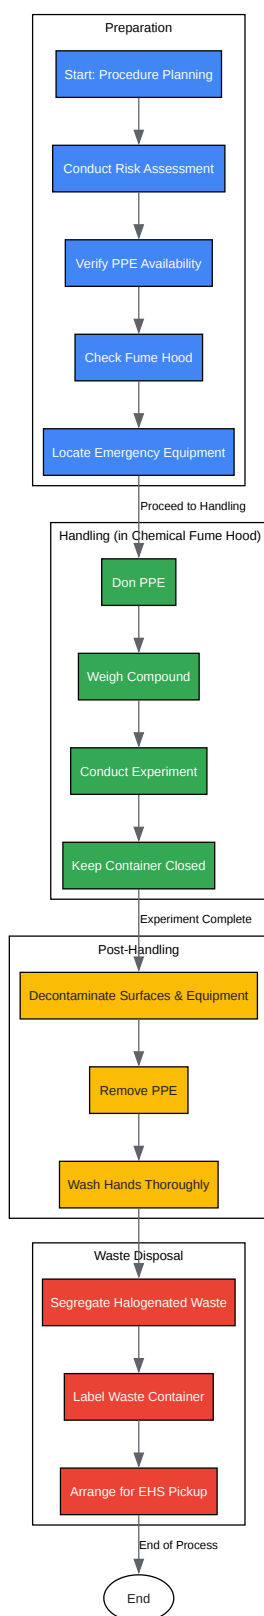 Preparation
Start: Procedure Planning
Conduct Risk Assessment
Verify PPE Availability
Check Fume Hood
Locate Emergency Equipment
Proceed to Handling
Handling (in Chemical Fume Hood)
Don PPE
Weigh Compound
Conduct Experiment
Keep Container Closed
Experiment Complete
Post-Handling
Decontaminate Surfaces & Equipment
Remove PPE
Wash Hands Thoroughly
Waste Disposal
Segregate Halogenated Waste
Label Waste Container
Arrange for EHS Pickup
End of Process
End